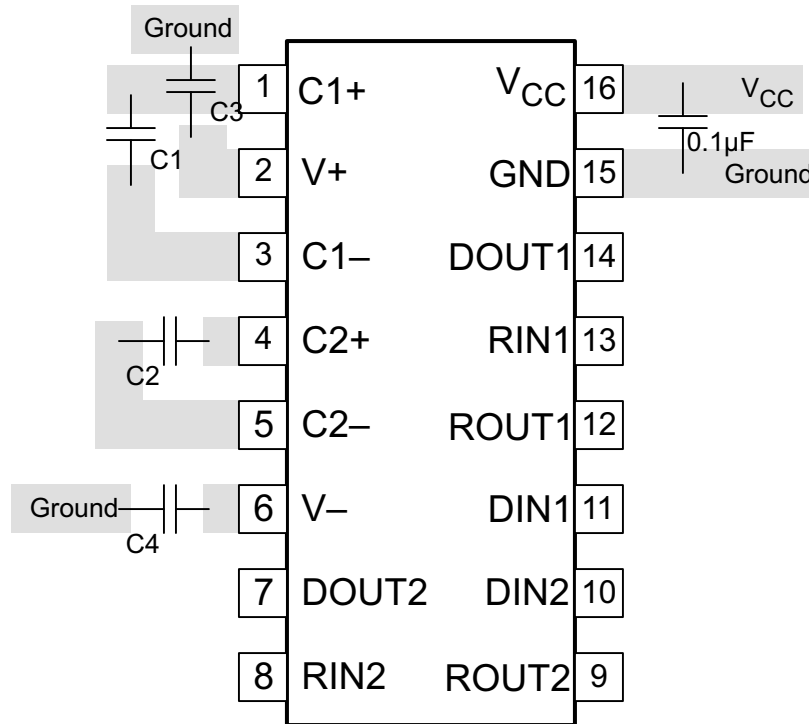 Ground
1 C1+ VCC 16 VCC
C3
C1
0.1µF
2 V+ GND 15 Ground
3 C1– DOUT1 14
4 C2+ RIN1 13
C2
5 C2– ROUT1 12
Ground 6 V– DIN1 11
C4
7 DOUT2 DIN2 10
8 RIN2 ROUT2 9